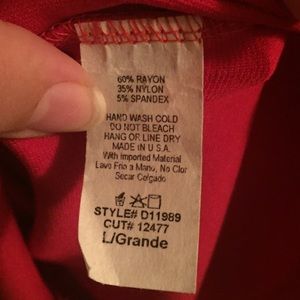 60% RAYON
35% NYLON
5% SPANDEX
HAND WASH COLD
DO NOT BLEACH
HANG OR LINE DRY
MADE IN U.S.A.
With Imported Material
Lave Frio a Mano, No Clor
Secar Colgado
STYLE# D11989
CUT# 12477
L/Grande